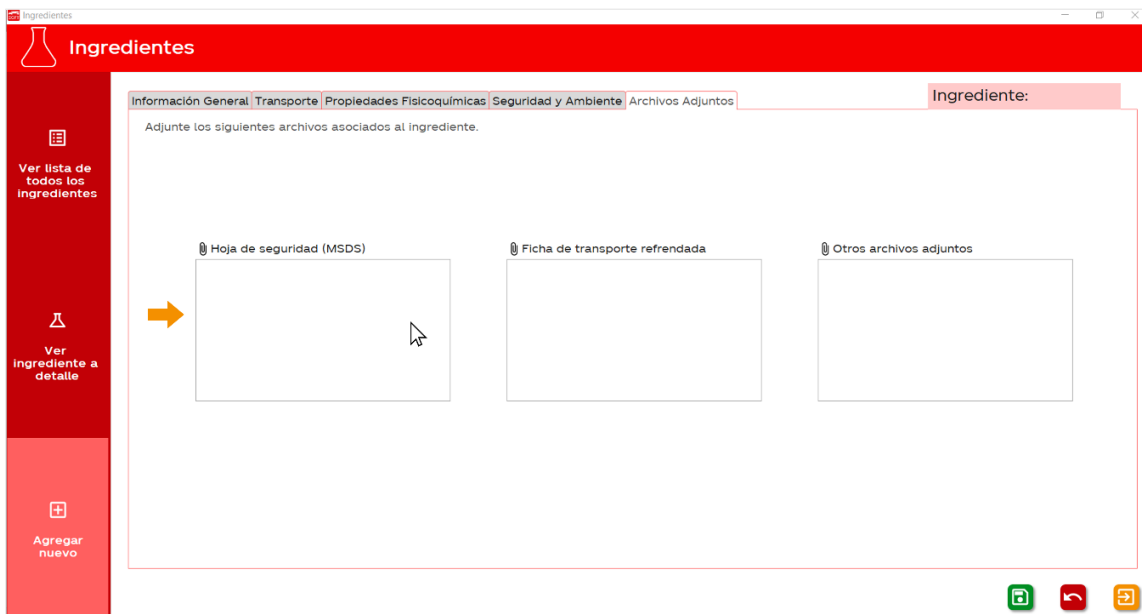 Ingredientes
Ingredientes
Información General Transporte Propiedades Fisicoquímicas Seguridad y Ambiente Archivos Adjuntos
Ingrediente:
Adjunte los siguientes archivos asociados al ingrediente.
Ver lista de
todos los
ingredientes
Hoja de seguridad (MSDS)
Ficha de transporte refrendada
Otros archivos adjuntos
Ver
ingrediente a
detalle
Agregar
nuevo